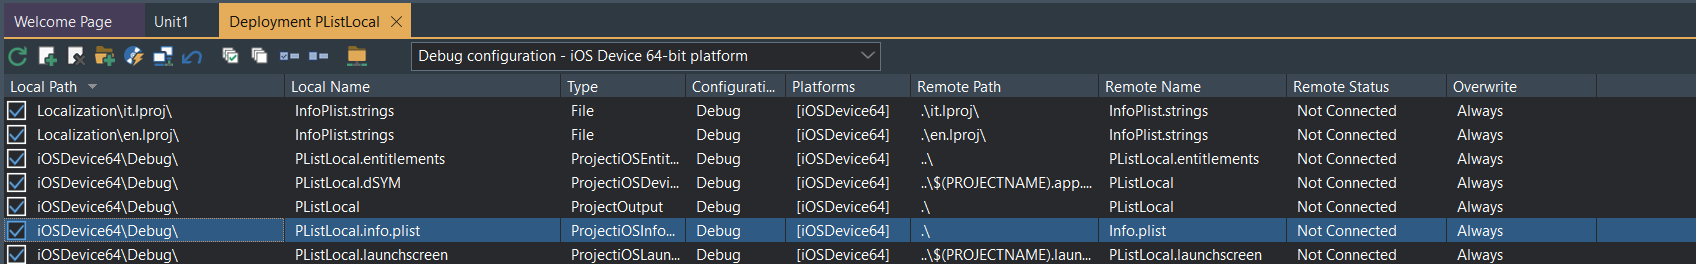 Welcome Page Unit1 Deployment PListLocal
Debug configuration - iOS Device 64-bit platform
Local Path Local Name Type Configurati... Platforms Remote Path Remote Name Remote Status Overwrite
Localization\it.lproj\ InfoPlist.strings File Debug [iOSDevice64] .\it.lproj\ InfoPlist.strings Not Connected Always
Localization\en.lproj\ InfoPlist.strings File Debug [iOSDevice64] .\en.lproj\ InfoPlist.strings Not Connected Always
iOSDevice64\Debug\ PListLocal.entitlements ProjectiOSEntit... Debug [iOSDevice64] ..\ PListLocal.entitlements Not Connected Always
iOSDevice64\Debug\ PListLocal.dSYM ProjectiOSDevi... Debug [iOSDevice64] ..\$(PROJECTNAME).app.... PListLocal Not Connected Always
iOSDevice64\Debug\ PListLocal ProjectOutput Debug [iOSDevice64] .\ PListLocal Not Connected Always
iOSDevice64\Debug\ PListLocal.info.plist ProjectiOSInfo... Debug [iOSDevice64] .\ Info.plist Not Connected Always
iOSDevice64\Debug\ PListLocal.launchscreen ProjectiOSLaun... Debug [iOSDevice64] ..\$(PROJECTNAME).laun... PListLocal.launchscreen Not Connected Always